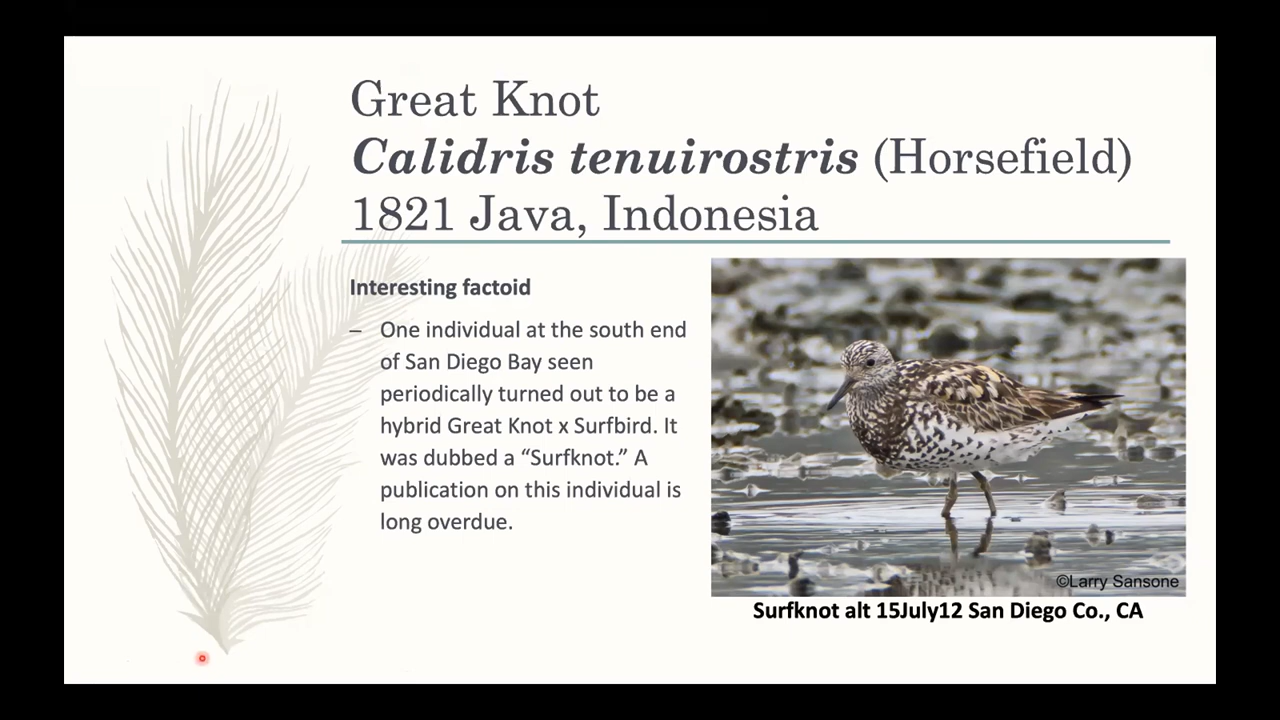 Great Knot
Calidris tenuirostris (Horsefield)
1821 Java, Indonesia
Interesting factoid
– One individual at the south end
of San Diego Bay seen
periodically turned out to be a
hybrid Great Knot x Surfbird. It
was dubbed a “Surfknot.” A
publication on this individual is
long overdue.
©Larry Sansone
Surfknot alt 15July12 San Diego Co., CA